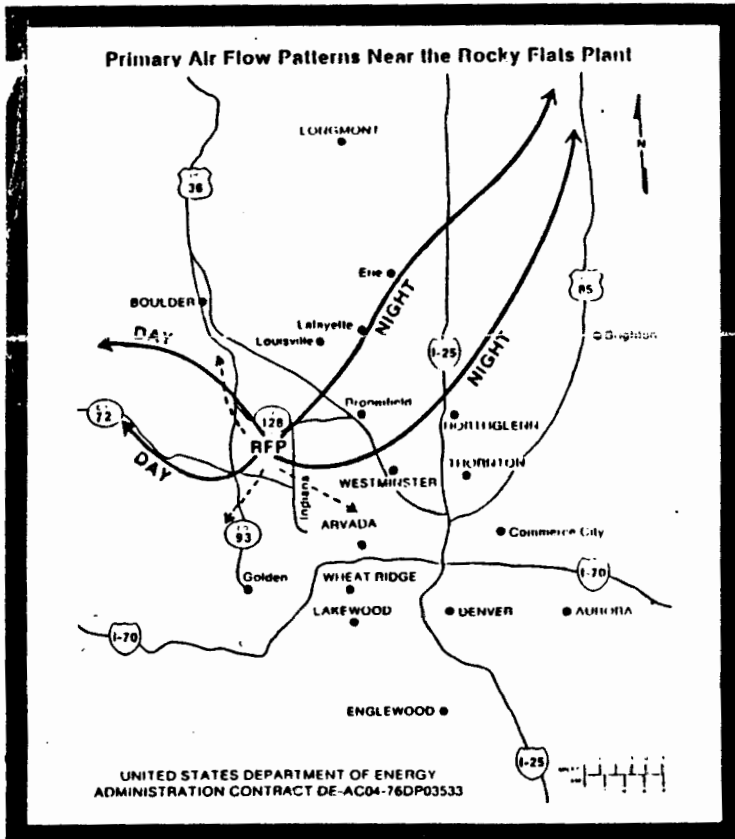 Primary Air Flow Patterns Near the Rocky Flats Plant
LONGMONT
N
36
Erie
85
BOULDER
NIGHT
Lafayette
Brighton
DAY
Louisville
I-25
NIGHT
72
128
Broomfield
NORTHGLENN
RFP
DAY
THORNTON
WESTMINSTER
Indiana
ARVADA
93
Commerce City
Golden
WHEAT RIDGE
I-70
LAKEWOOD
DENVER
AURORA
I-70
ENGLEWOOD
I-25
UNITED STATES DEPARTMENT OF ENERGY
ADMINISTRATION CONTRACT DE-AC04-76DP03533